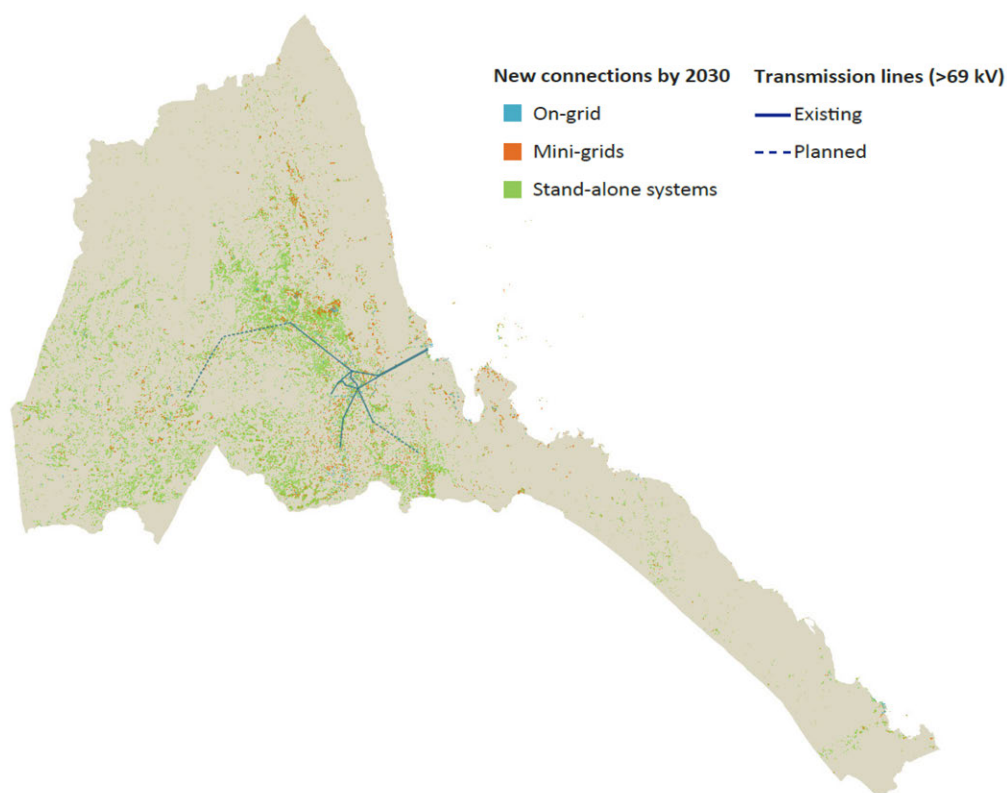 New connections by 2030
On-grid
Mini-grids
Stand-alone systems
Transmission lines (>69 kV)
Existing
Planned